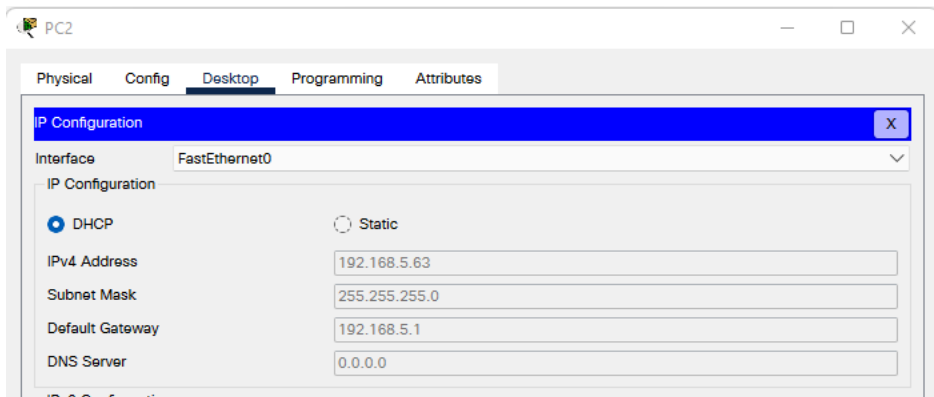 PC2
Physical Config Desktop Programming Attributes
IP Configuration X
Interface FastEthernet0
IP Configuration
DHCP Static
IPv4 Address 192.168.5.63
Subnet Mask 255.255.255.0
Default Gateway 192.168.5.1
DNS Server 0.0.0.0